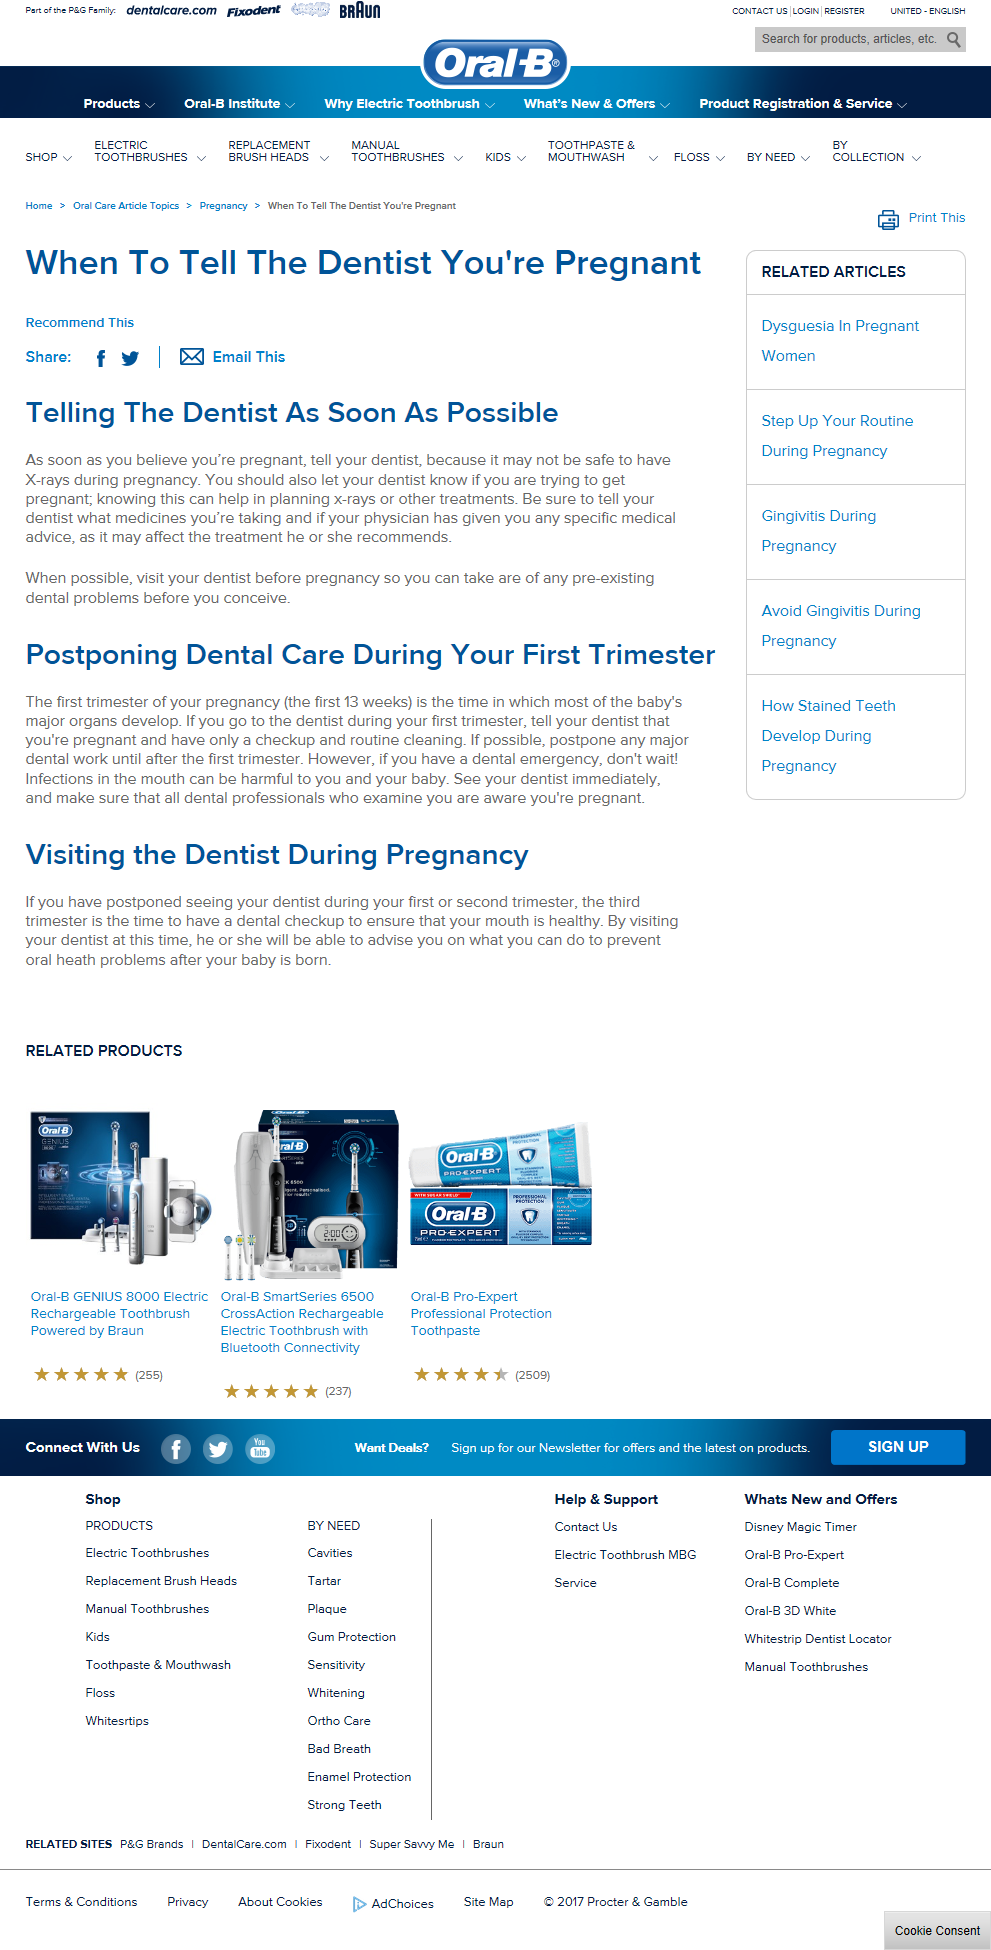 Part of the P&G Family: dentalcare.com Fixodent BRAUN
CONTACT US | LOGIN | REGISTER UNITED - ENGLISH
Search for products, articles, etc.
Oral-B®
Products Oral-B Institute Why Electric Toothbrush What's New & Offers Product Registration & Service
SHOP ELECTRIC TOOTHBRUSHES REPLACEMENT BRUSH HEADS MANUAL TOOTHBRUSHES KIDS TOOTHPASTE & MOUTHWASH FLOSS BY NEED BY COLLECTION
Home > Oral Care Article Topics > Pregnancy > When To Tell The Dentist You're Pregnant
Print This
When To Tell The Dentist You're Pregnant
Recommend This
Share: Email This
Telling The Dentist As Soon As Possible
As soon as you believe you're pregnant, tell your dentist, because it may not be safe to have
X-rays during pregnancy. You should also let your dentist know if you are trying to get
pregnant; knowing this can help in planning x-rays or other treatments. Be sure to tell your
dentist what medicines you're taking and if your physician has given you any specific medical
advice, as it may affect the treatment he or she recommends.
When possible, visit your dentist before pregnancy so you can take are of any pre-existing
dental problems before you conceive.
Postponing Dental Care During Your First Trimester
The first trimester of your pregnancy (the first 13 weeks) is the time in which most of the baby's
major organs develop. If you go to the dentist during your first trimester, tell your dentist that
you're pregnant and have only a checkup and routine cleaning. If possible, postpone any major
dental work until after the first trimester. However, if you have a dental emergency, don't wait!
Infections in the mouth can be harmful to you and your baby. See your dentist immediately,
and make sure that all dental professionals who examine you are aware you're pregnant.
Visiting the Dentist During Pregnancy
If you have postponed seeing your dentist during your first or second trimester, the third
trimester is the time to have a dental checkup to ensure that your mouth is healthy. By visiting
your dentist at this time, he or she will be able to advise you on what you can do to prevent
oral heath problems after your baby is born.
RELATED ARTICLES
Dysguesia In Pregnant
Women
Step Up Your Routine
During Pregnancy
Gingivitis During
Pregnancy
Avoid Gingivitis During
Pregnancy
How Stained Teeth
Develop During
Pregnancy
RELATED PRODUCTS
Oral-B
GENIUS
Oral-B
6500
2:00
Oral-B
PRO-EXPERT
PROFESSIONAL PROTECTION
Oral-B
PRO-EXPERT
PROFESSIONAL PROTECTION
Oral-B GENIUS 8000 Electric
Rechargeable Toothbrush
Powered by Braun
(255)
Oral-B SmartSeries 6500
CrossAction Rechargeable
Electric Toothbrush with
Bluetooth Connectivity
(237)
Oral-B Pro-Expert
Professional Protection
Toothpaste
(2509)
Connect With Us You Tube Want Deals? Sign up for our Newsletter for offers and the latest on products. SIGN UP
Shop
PRODUCTS
Electric Toothbrushes
Replacement Brush Heads
Manual Toothbrushes
Kids
Toothpaste & Mouthwash
Floss
Whitesrtips
BY NEED
Cavities
Tartar
Plaque
Gum Protection
Sensitivity
Whitening
Ortho Care
Bad Breath
Enamel Protection
Strong Teeth
Help & Support
Contact Us
Electric Toothbrush MBG
Service
Whats New and Offers
Disney Magic Timer
Oral-B Pro-Expert
Oral-B Complete
Oral-B 3D White
Whitestrip Dentist Locator
Manual Toothbrushes
RELATED SITES P&G Brands | DentalCare.com | Fixodent | Super Savvy Me | Braun
Terms & Conditions Privacy About Cookies AdChoices Site Map © 2017 Procter & Gamble
Cookie Consent